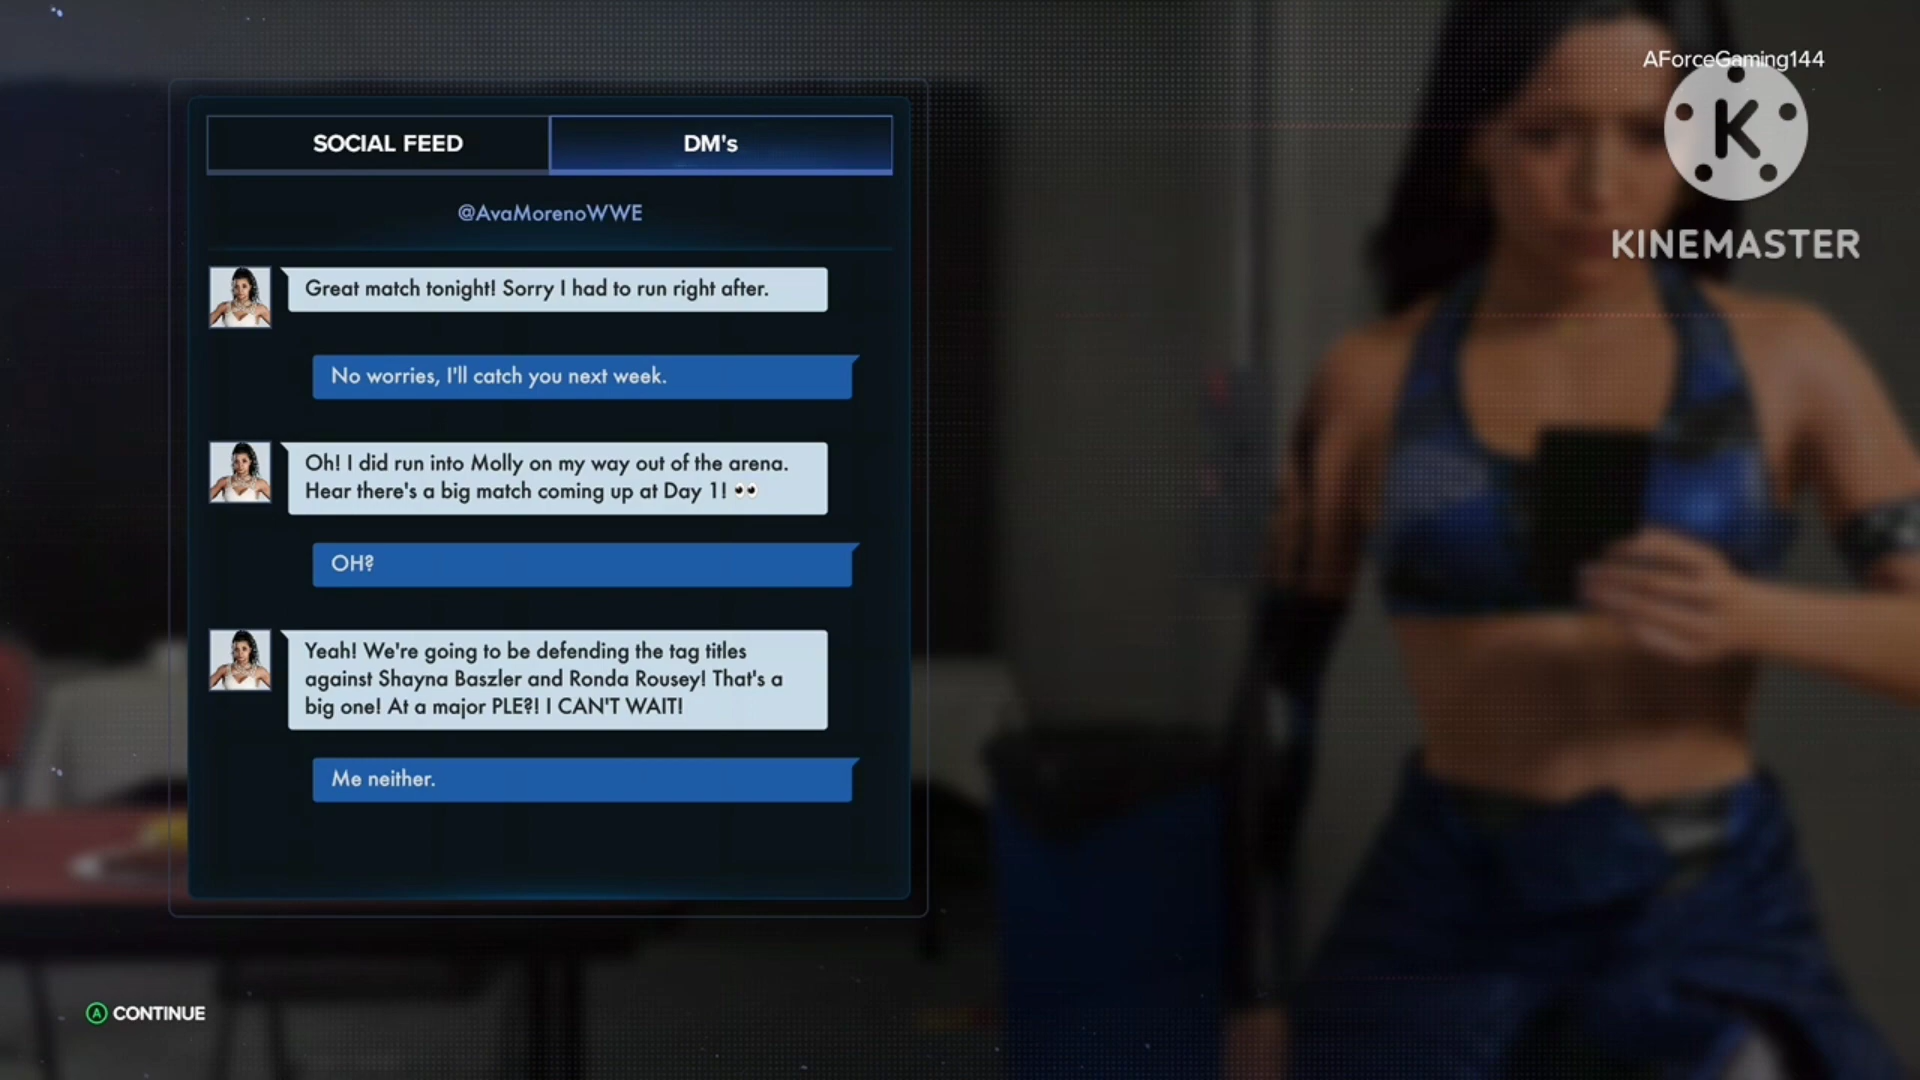 AForceGaming144
K
KINEMASTER
SOCIAL FEED
DM's
@AvaMorenoWWE
Great match tonight! Sorry I had to run right after.
No worries, I'll catch you next week.
Oh! I did run into Molly on my way out of the arena.
Hear there's a big match coming up at Day 1! 👀
OH?
Yeah! We're going to be defending the tag titles
against Shayna Baszler and Ronda Rousey! That's a
big one! At a major PLE?! I CAN'T WAIT!
Me neither.
A CONTINUE